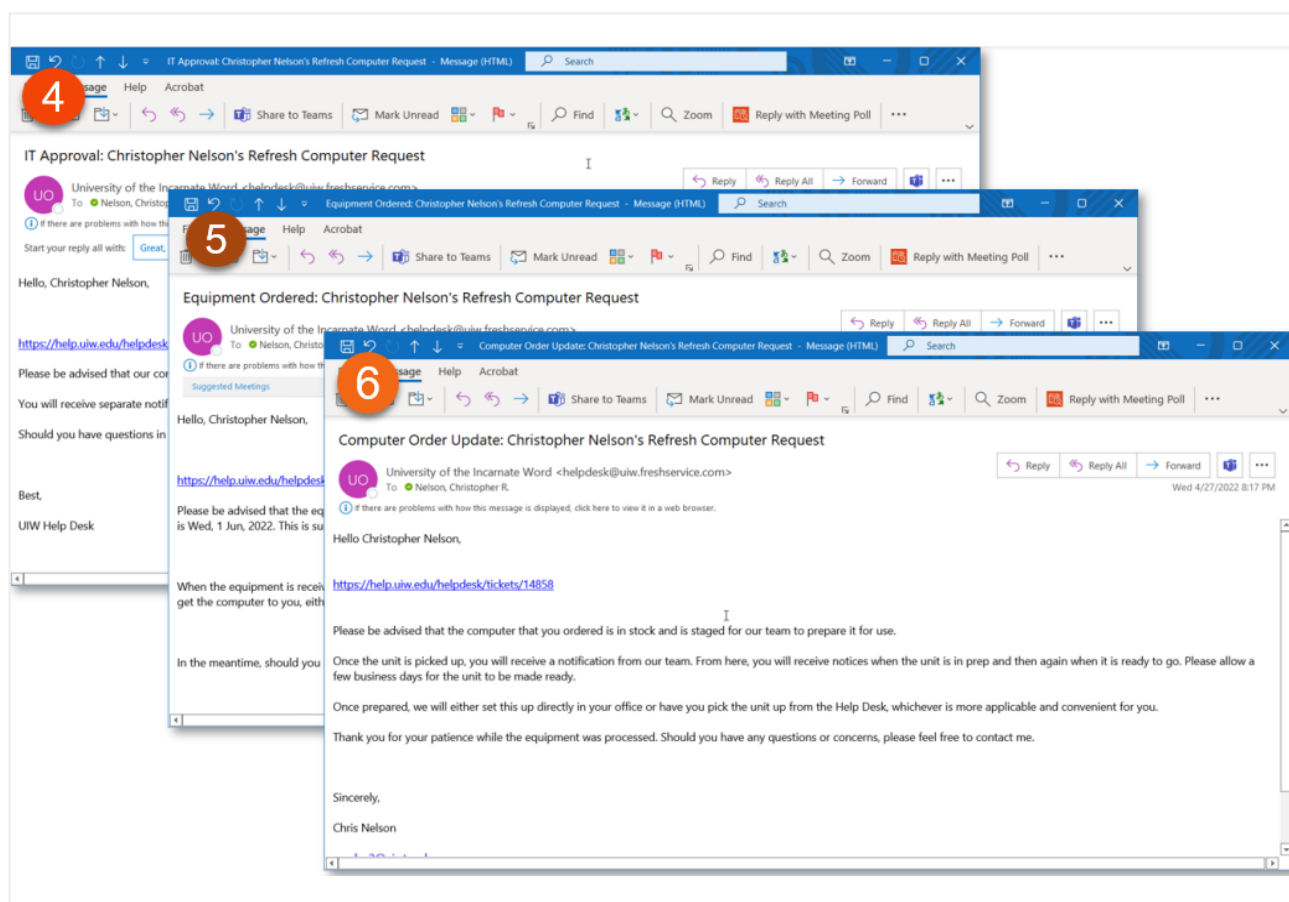 IT Approval: Christopher Nelson's Refresh Computer Request - Message (HTML)
Search
4
sage Help Acrobat
Share to Teams Mark Unread Find Zoom Reply with Meeting Poll
IT Approval: Christopher Nelson's Refresh Computer Request
UO
University of the Incarnate Word <helpdesk@uiw.freshservice.com>
Reply Reply All Forward
To Nelson, Christop
If there are problems with how th
Start your reply all with: Great,
Hello, Christopher Nelson,
https://help.uiw.edu/helpdesk
Please be advised that our cor
You will receive separate notif
Should you have questions in
Best,
UIW Help Desk
Equipment Ordered: Christopher Nelson's Refresh Computer Request - Message (HTML)
Search
5
F sage Help Acrobat
Share to Teams Mark Unread Find Zoom Reply with Meeting Poll
Equipment Ordered: Christopher Nelson's Refresh Computer Request
UO
University of the Incarnate Word <helpdesk@uiw.freshservice.com>
Reply Reply All Forward
To Nelson, Christo
If there are problems with how th
Suggested Meetings
Hello, Christopher Nelson,
https://help.uiw.edu/helpdesk
Please be advised that the eq
is Wed, 1 Jun, 2022. This is su
When the equipment is receiv
get the computer to you, eith
In the meantime, should you
Computer Order Update: Christopher Nelson's Refresh Computer Request - Message (HTML)
Search
6
sage Help Acrobat
Share to Teams Mark Unread Find Zoom Reply with Meeting Poll
Computer Order Update: Christopher Nelson's Refresh Computer Request
UO
University of the Incarnate Word <helpdesk@uiw.freshservice.com>
Reply Reply All Forward
To Nelson, Christopher R.
Wed 4/27/2022 8:17 PM
If there are problems with how this message is displayed, click here to view it in a web browser.
Hello Christopher Nelson,
https://help.uiw.edu/helpdesk/tickets/14858
Please be advised that the computer that you ordered is in stock and is staged for our team to prepare it for use.
Once the unit is picked up, you will receive a notification from our team. From here, you will receive notices when the unit is in prep and then again when it is ready to go. Please allow a
few business days for the unit to be made ready.
Once prepared, we will either set this up directly in your office or have you pick the unit up from the Help Desk, whichever is more applicable and convenient for you.
Thank you for your patience while the equipment was processed. Should you have any questions or concerns, please feel free to contact me.
Sincerely,
Chris Nelson